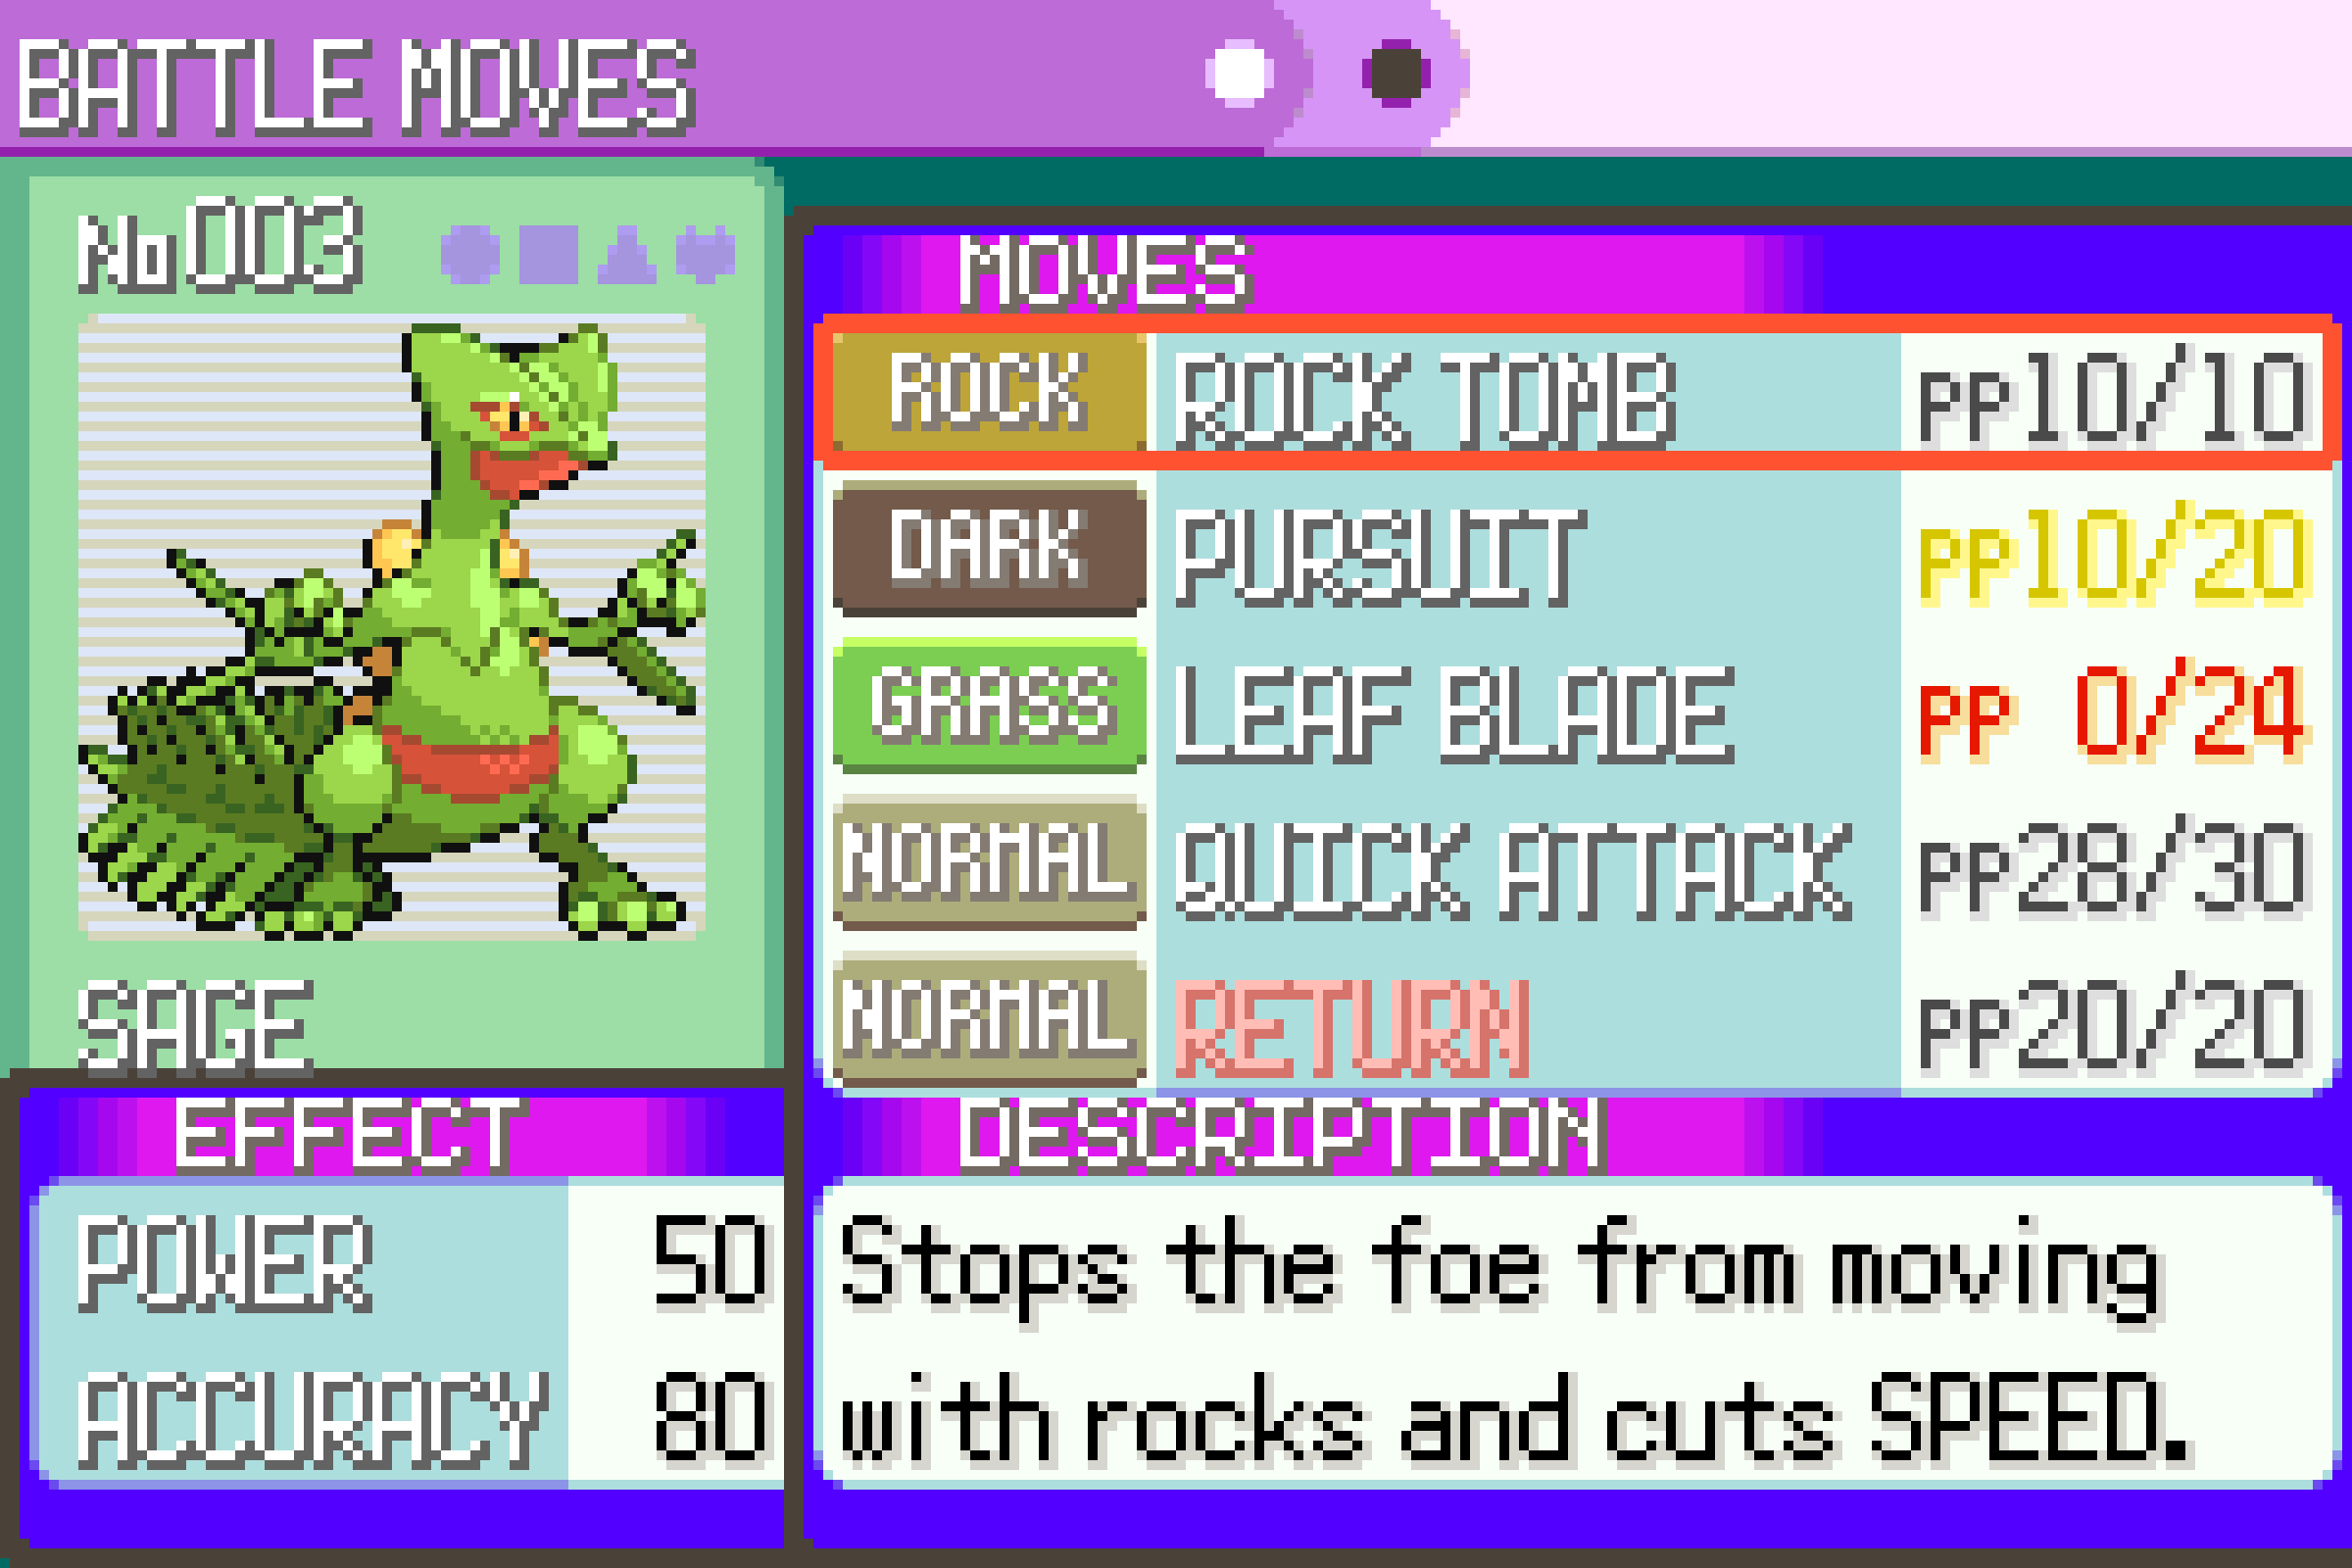 BATTLE MOVES
No003
SAGE
MOVES
ROCK ROCK TOMB PP10/10
DARK PURSUIT PP10/20
GRASS LEAF BLADE PP 0/24
NORMAL QUICK ATTACK PP28/30
NORMAL RETURN PP20/20
EFFECT
POWER 50
ACCURACY 80
DESCRIPTION
Stops the foe from moving
with rocks and cuts SPEED.